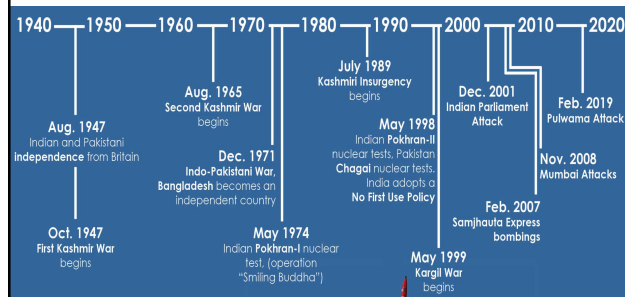 1940 1950 1960 1970 1980 1990 2000 2010 2020
Aug. 1947
Indian and Pakistani
independence from Britain
Oct. 1947
First Kashmir War
begins
Aug. 1965
Second Kashmir War
begins
Dec. 1971
Indo-Pakistani War,
Bangladesh becomes an
independent country
May 1974
Indian Pokhran-I nuclear
test, (operation
“Smiling Buddha”)
July 1989
Kashmiri Insurgency
begins
May 1998
Indian Pokhran-II
nuclear tests, Pakistan
Chagai nuclear tests.
India adopts a
No First Use Policy
May 1999
Kargil War
begins
Dec. 2001
Indian Parliament
Attack
Feb. 2007
Samjhauta Express
bombings
Nov. 2008
Mumbai Attacks
Feb. 2019
Pulwama Attack